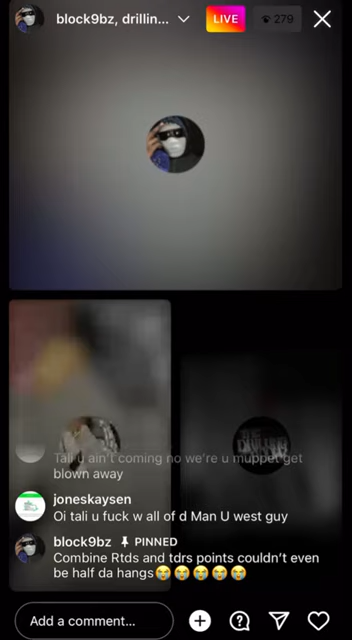 block9bz, drillin...
LIVE
279
Tali u ain't coming no we're u muppet get
blown away
joneskaysen
Oi tali u fuck w all of d Man U west guy
block9bz PINNED
Combine Rtds and tdrs points couldn't even
be half da hangs😭😭😭😭😭
Add a comment...